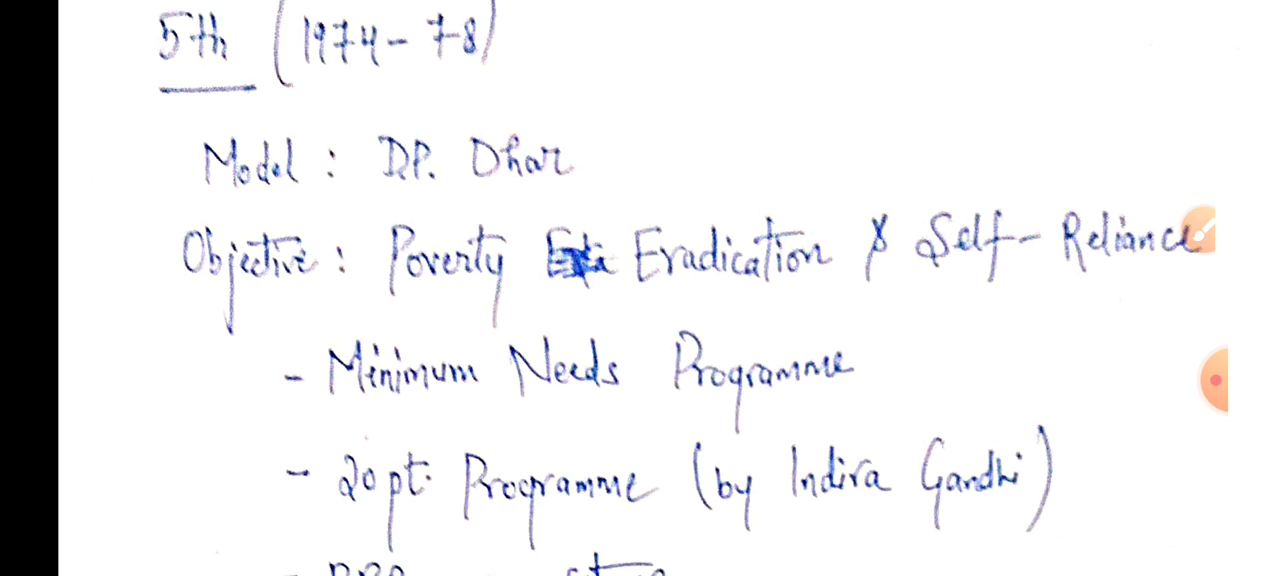 5th (1974-78)
Model : D.P. Dhar
Objective : Poverty Eradication & Self-Reliance
- Minimum Needs Programme
- 20 pt. Programme (by Indira Gandhi)